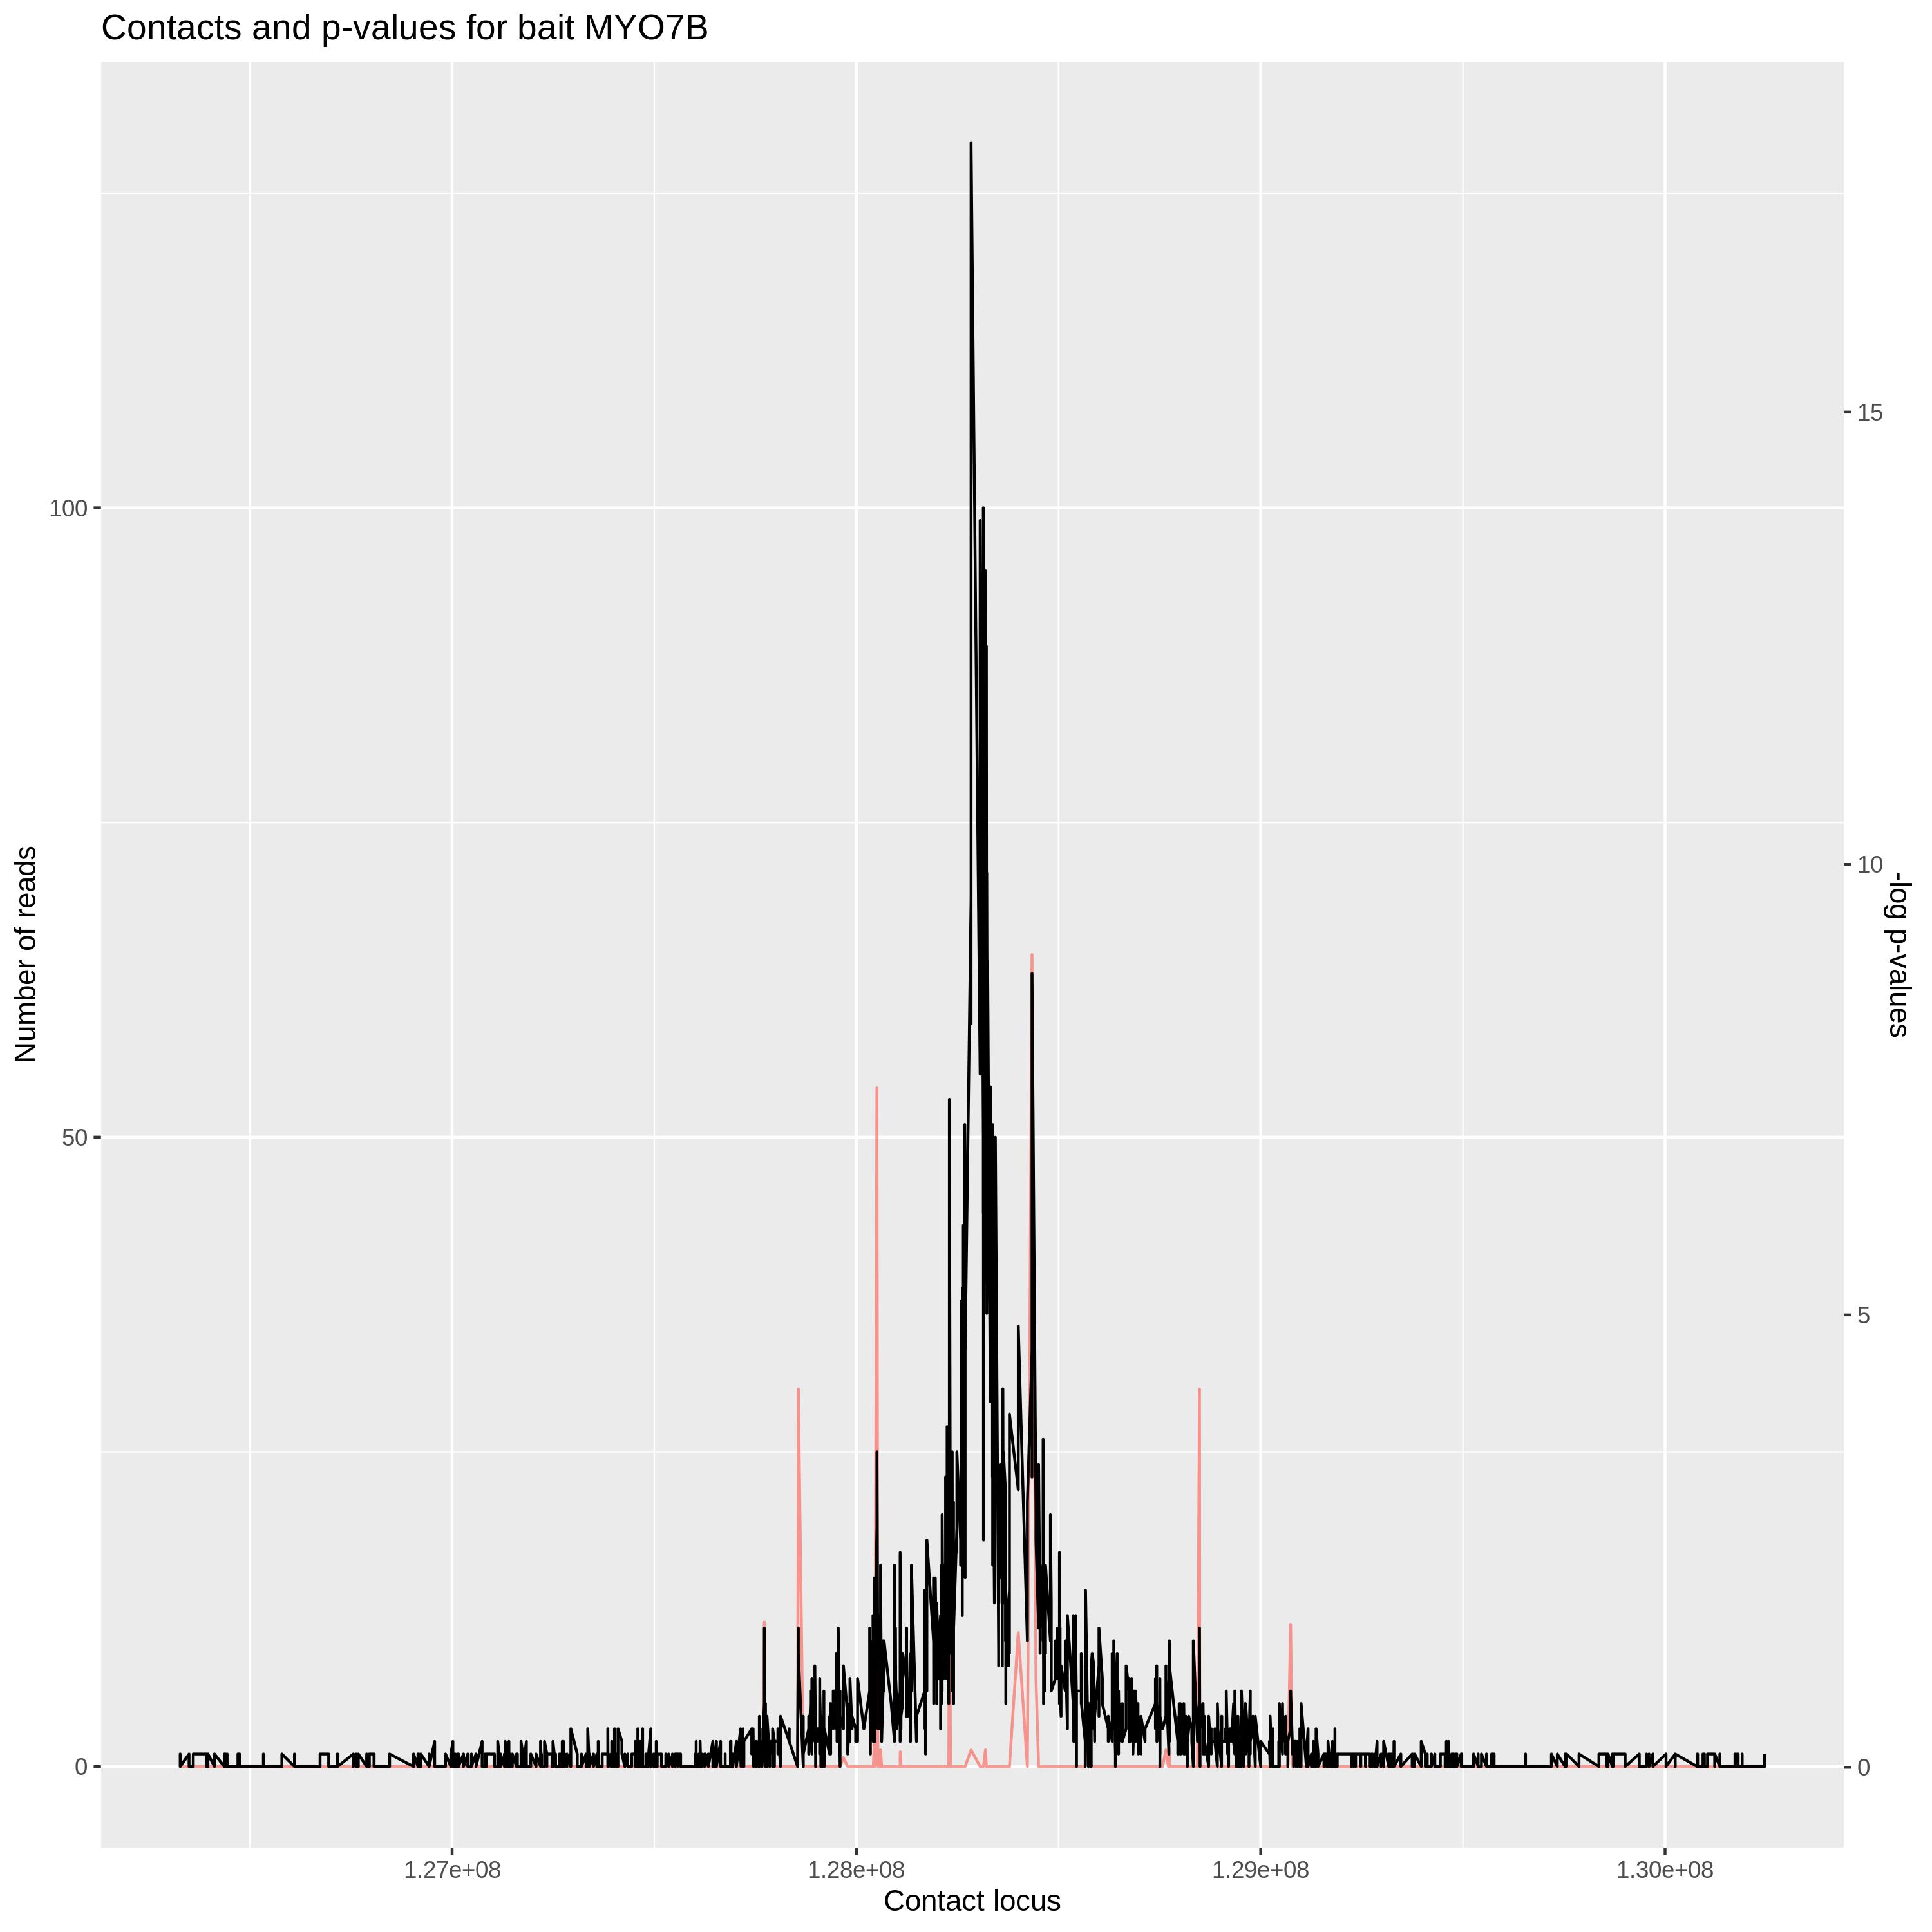 Contacts and p-values for bait MYO7B
15
100
10
Number of reads
-log p-values
5
50
0
0
1.27e+08
1.28e+08
1.29e+08
1.30e+08
Contact locus